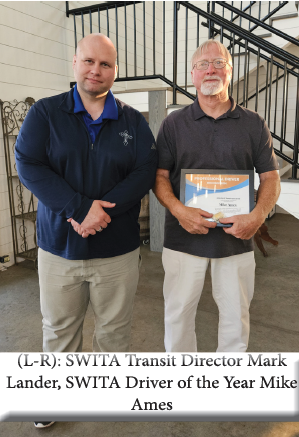 (L-R): SWITA Transit Director Mark
Lander, SWITA Driver of the Year Mike
Ames